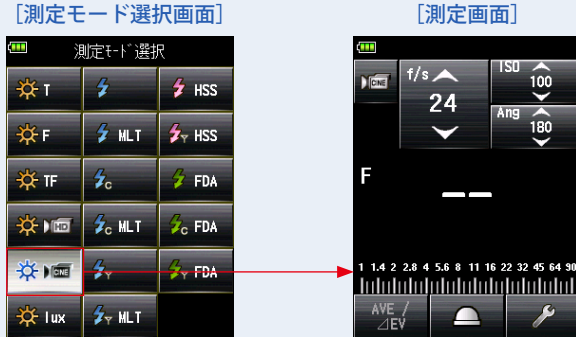 [測定モード選択画面]
[測定画面]
測定ﾓｰﾄﾞ選択
T
HSS
F
MLT
HSS
TF
C
FDA
HD
C MLT
C FDA
CINE
FDA
lux
MLT
CINE
f/s
24
ISO
100
Ang
180
F
1 1.4 2 2.8 4 5.6 8 11 16 22 32 45 64 90
AVE /
⊿EV